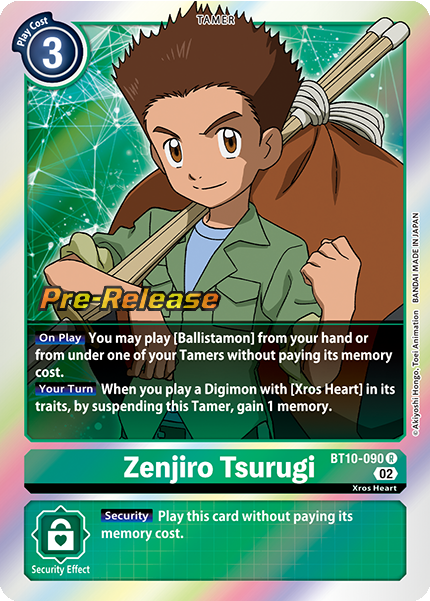 TAMER
Play Cost
3
Pre-Release
On Play You may play [Ballistamon] from your hand or
from under one of your Tamers without paying its memory
cost.
Your Turn When you play a Digimon with [Xros Heart] in its
traits, by suspending this Tamer, gain 1 memory.
©Akiyoshi Hongo, Toei Animation BANDAI MADE IN JAPAN
Zenjiro Tsurugi
BT10-090 R
02
Xros Heart
Security Play this card without paying its
memory cost.
Security Effect